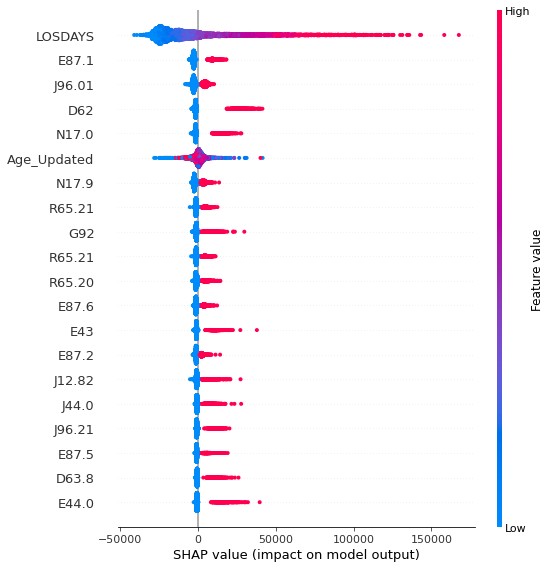 High
LOSDAYS
E87.1
J96.01
D62
N17.0
Age_Updated
N17.9
R65.21
G92
R65.21
R65.20
E87.6
E43
E87.2
J12.82
J44.0
J96.21
E87.5
D63.8
E44.0
Feature value
Low
−50000 0 50000 100000 150000
SHAP value (impact on model output)